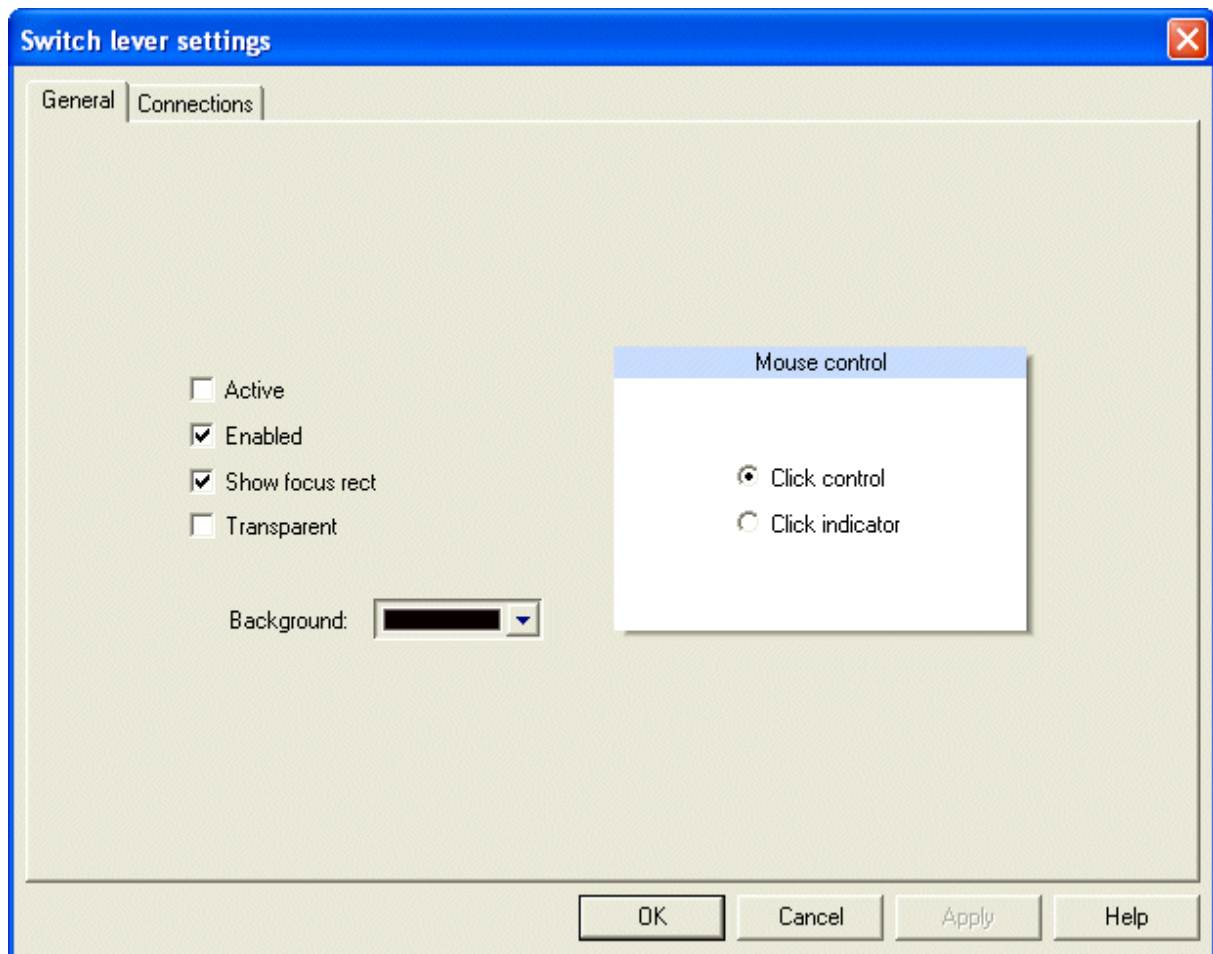 Switch lever settings
General Connections
Mouse control
Active
Enabled
Show focus rect
Transparent
Click control
Click indicator
Background:
OK Cancel Apply Help